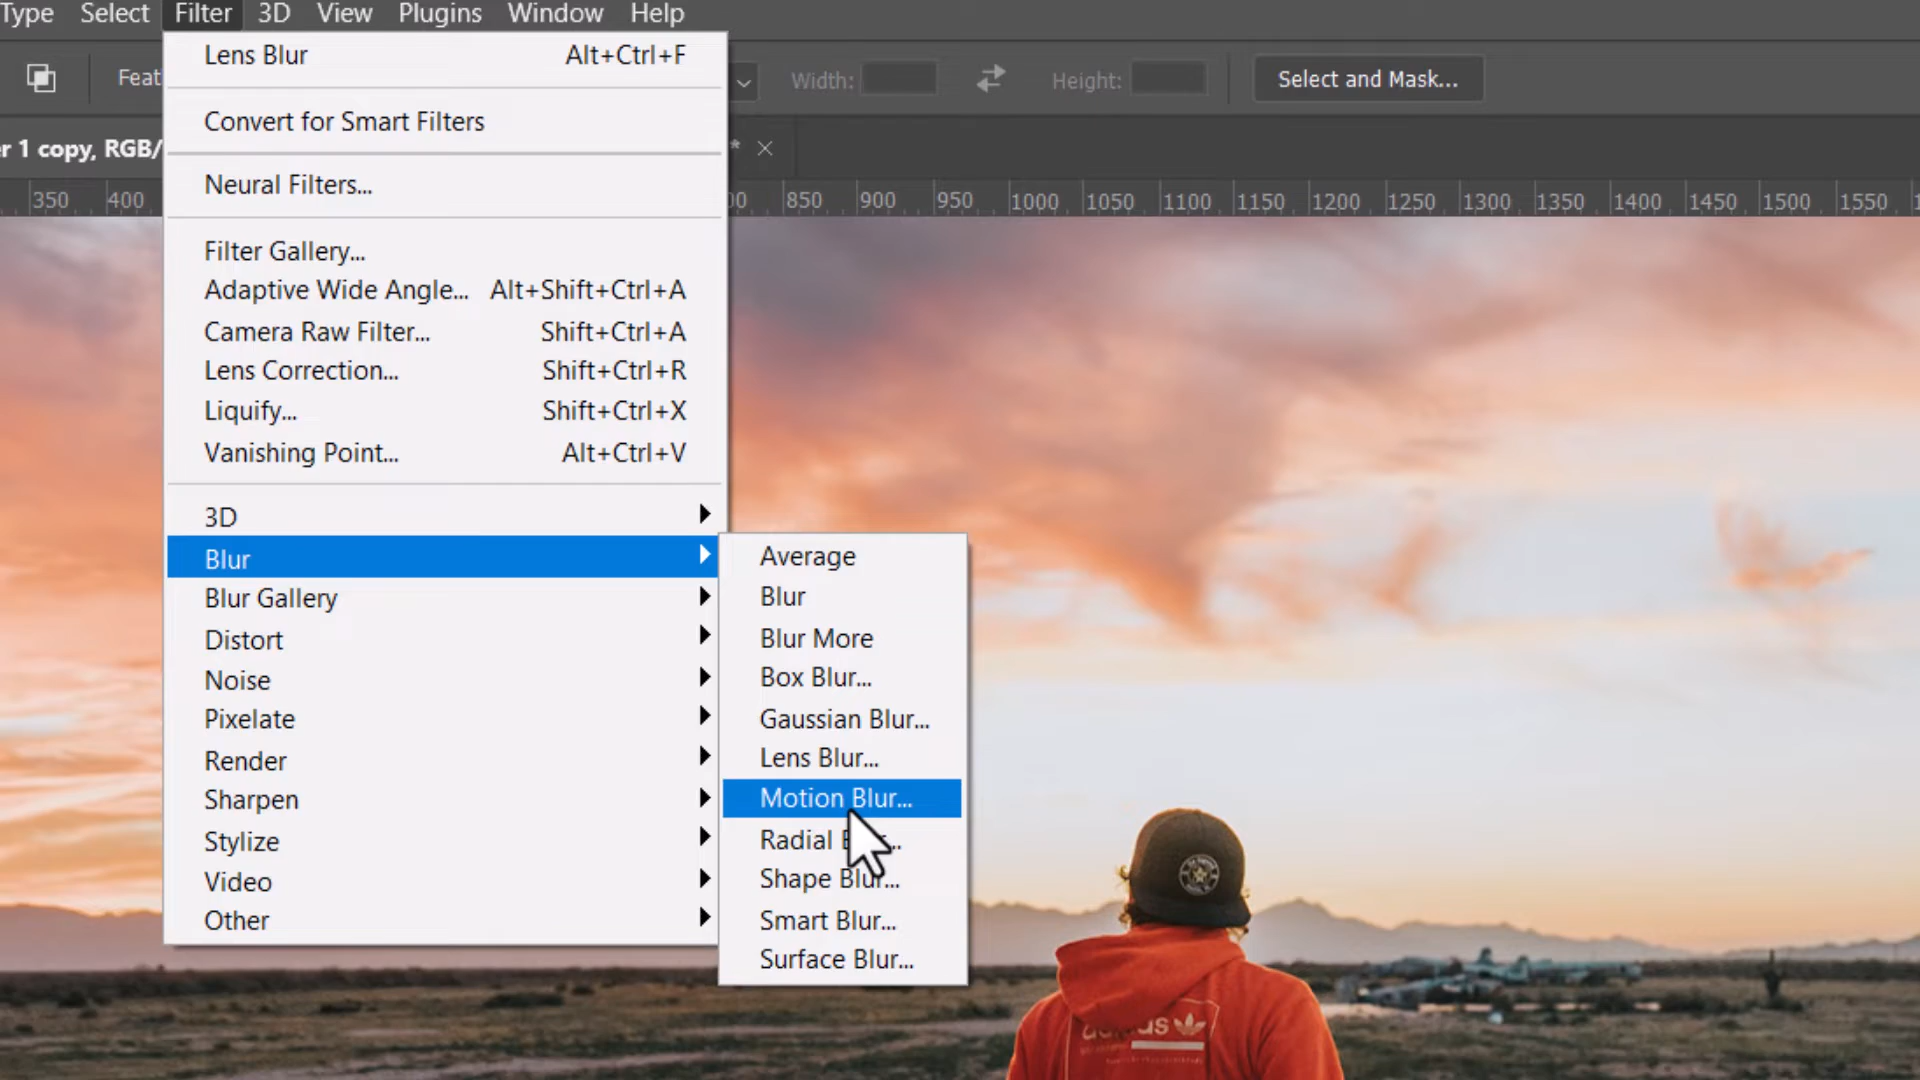 Type Select Filter 3D View Plugins Window Help
Feat Width: Height: Select and Mask...
r 1 copy, RGB/ * ×
350 400 00 850 900 950 1000 1050 1100 1150 1200 1250 1300 1350 1400 1450 1500 1550
Lens Blur Alt+Ctrl+F
Convert for Smart Filters
Neural Filters...
Filter Gallery...
Adaptive Wide Angle... Alt+Shift+Ctrl+A
Camera Raw Filter... Shift+Ctrl+A
Lens Correction... Shift+Ctrl+R
Liquify... Shift+Ctrl+X
Vanishing Point... Alt+Ctrl+V
3D
Blur
Blur Gallery
Distort
Noise
Pixelate
Render
Sharpen
Stylize
Video
Other
Average
Blur
Blur More
Box Blur...
Gaussian Blur...
Lens Blur...
Motion Blur...
Radial B...
Shape Blur...
Smart Blur...
Surface Blur...
adidas